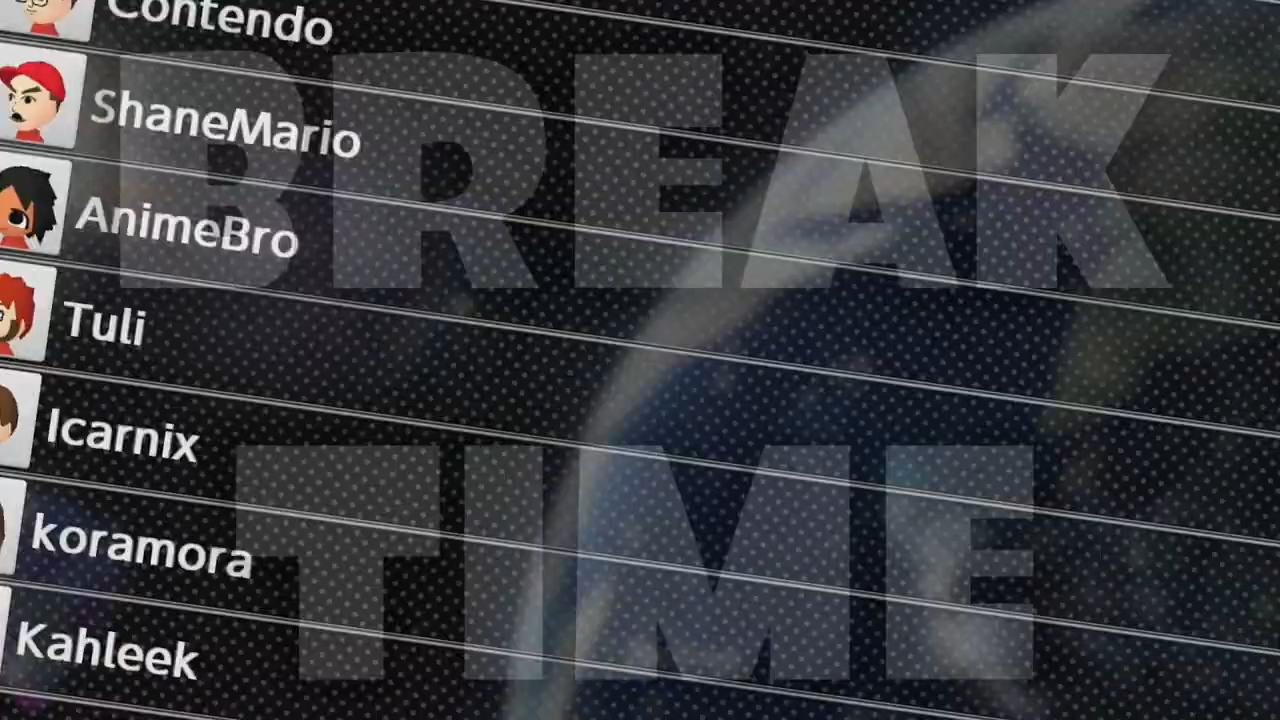 Contendo
ShaneMario
AnimeBro
Tuli
Icarnix
koramora
Kahleek
BREAK
TIME